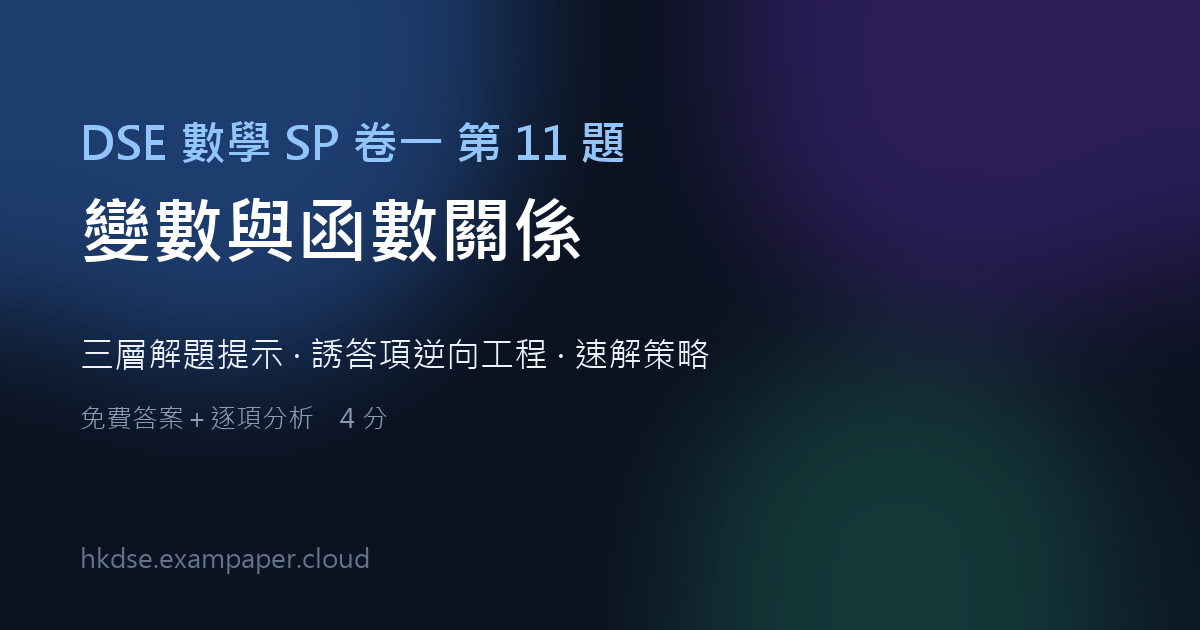 DSE 數學 SP 卷一 第 11 題
變數與函數關係
三層解題提示 · 誘答項逆向工程 · 速解策略
免費答案 + 逐項分析　4 分
hkdse.exampaper.cloud